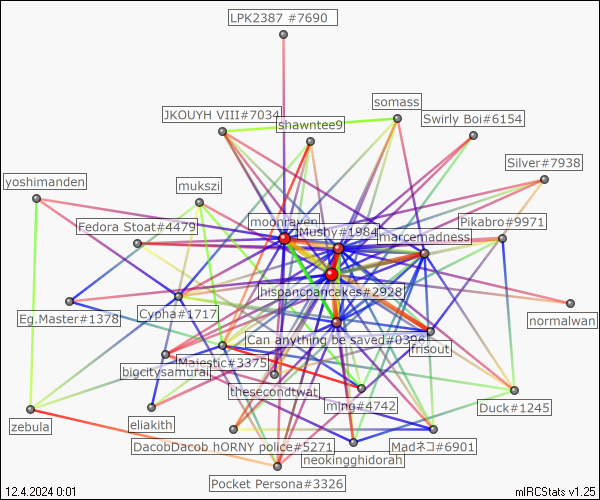 LPK2387 #7690
somass
JKOUYH VIII#7034
shawntee9
Swirly Boi#6154
Silver#7938
yoshimanden
mukszi
moonraven
Fedora Stoat#4479
Mushy#1984
marcemadness
Pikabro#9971
hispancpancakes#2928
Eg.Master#1378
Cypha#1717
normalwan
Can anything be saved#0396
frisout
Majestic#3375
bigcitysamurai
thesecondtwat
ming#4742
Duck#1245
zebula
eliakith
DacobDacob hORNY police#5271
Madネコ#6901
neokingghidorah
Pocket Persona#3326
12.4.2024 0:01
mIRCStats v1.25